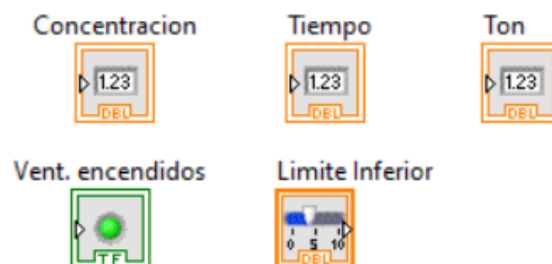 Concentracion Tiempo Ton
1.23 1.23 1.23
DBL DBL DBL
Vent. encendidos Limite Inferior
0 5 10
TF DBL